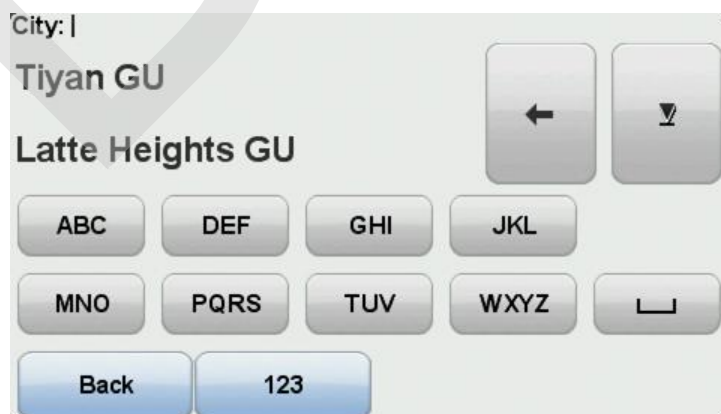 City:
Tiyan GU
Latte Heights GU
ABC DEF GHI JKL
MNO PQRS TUV WXYZ
Back 123